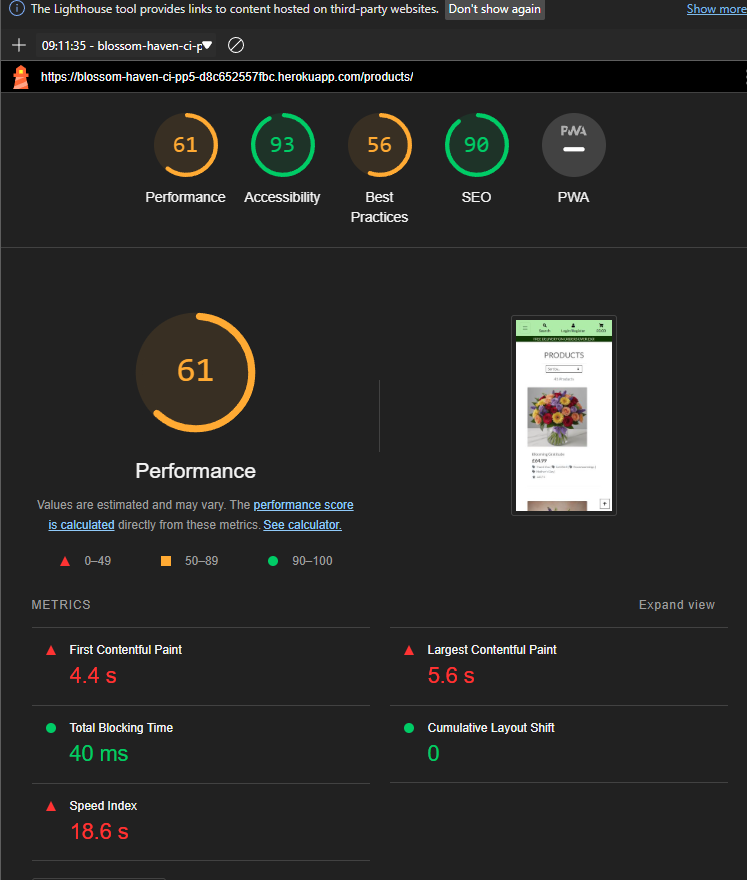 The Lighthouse tool provides links to content hosted on third-party websites. Don't show again Show more
09:11:35 - blossom-haven-ci-p
https://blossom-haven-ci-pp5-d8c652557fbc.herokuapp.com/products/
61 93 56 90 PWA
Performance Accessibility Best Practices SEO PWA
61
PRODUCTS
Performance
Values are estimated and may vary. The performance score
is calculated directly from these metrics. See calculator.
0–49 50–89 90–100
METRICS Expand view
First Contentful Paint Largest Contentful Paint
4.4 s 5.6 s
Total Blocking Time Cumulative Layout Shift
40 ms 0
Speed Index
18.6 s